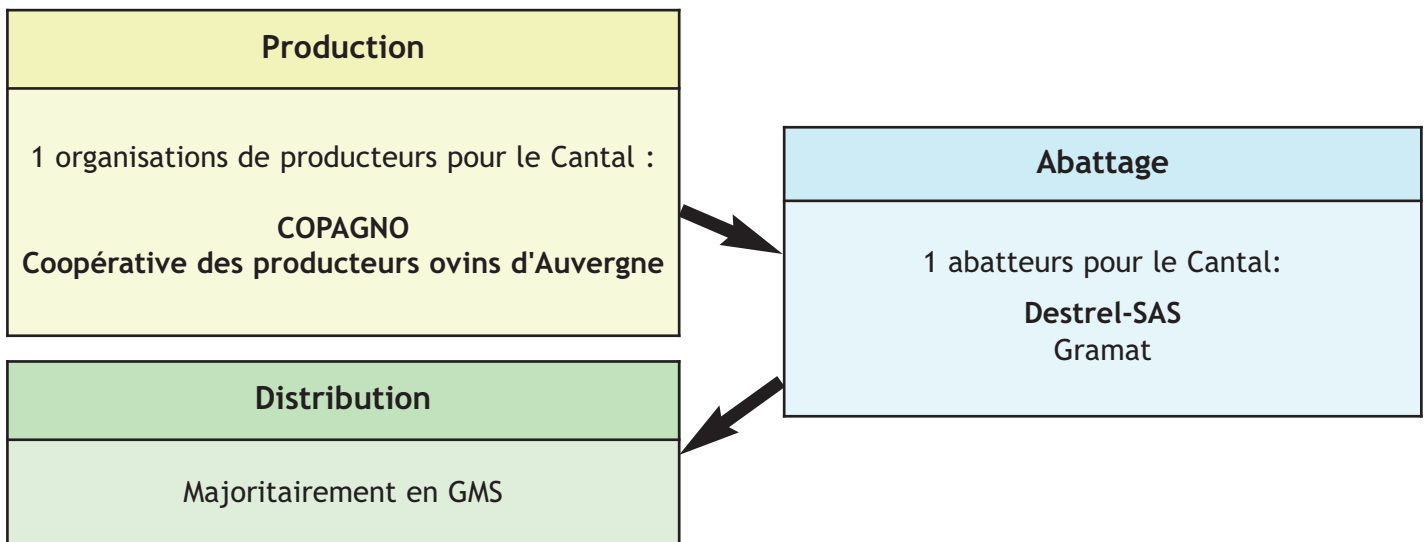 Production
1 organisations de producteurs pour le Cantal :
COPAGNO
Coopérative des producteurs ovins d'Auvergne
Abattage
1 abatteurs pour le Cantal:
Destrel-SAS
Gramat
Distribution
Majoritairement en GMS